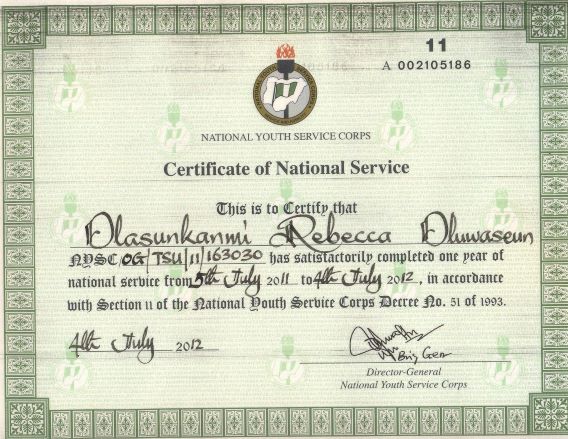 11
A 002105186
NATIONAL YOUTH SERVICE CORPS
Certificate of National Service
This is to Certify that
Olasunkanmi Rebecca Oluwaseun
NYSC OG/TSU/11/163030 has satisfactorily completed one year of
national service from 5th July 2011 to 4th July 2012, in accordance
with Section 11 of the National Youth Service Corps Decree No. 51 of 1993.
4th July 2012
Brig Gen
Director-General
National Youth Service Corps